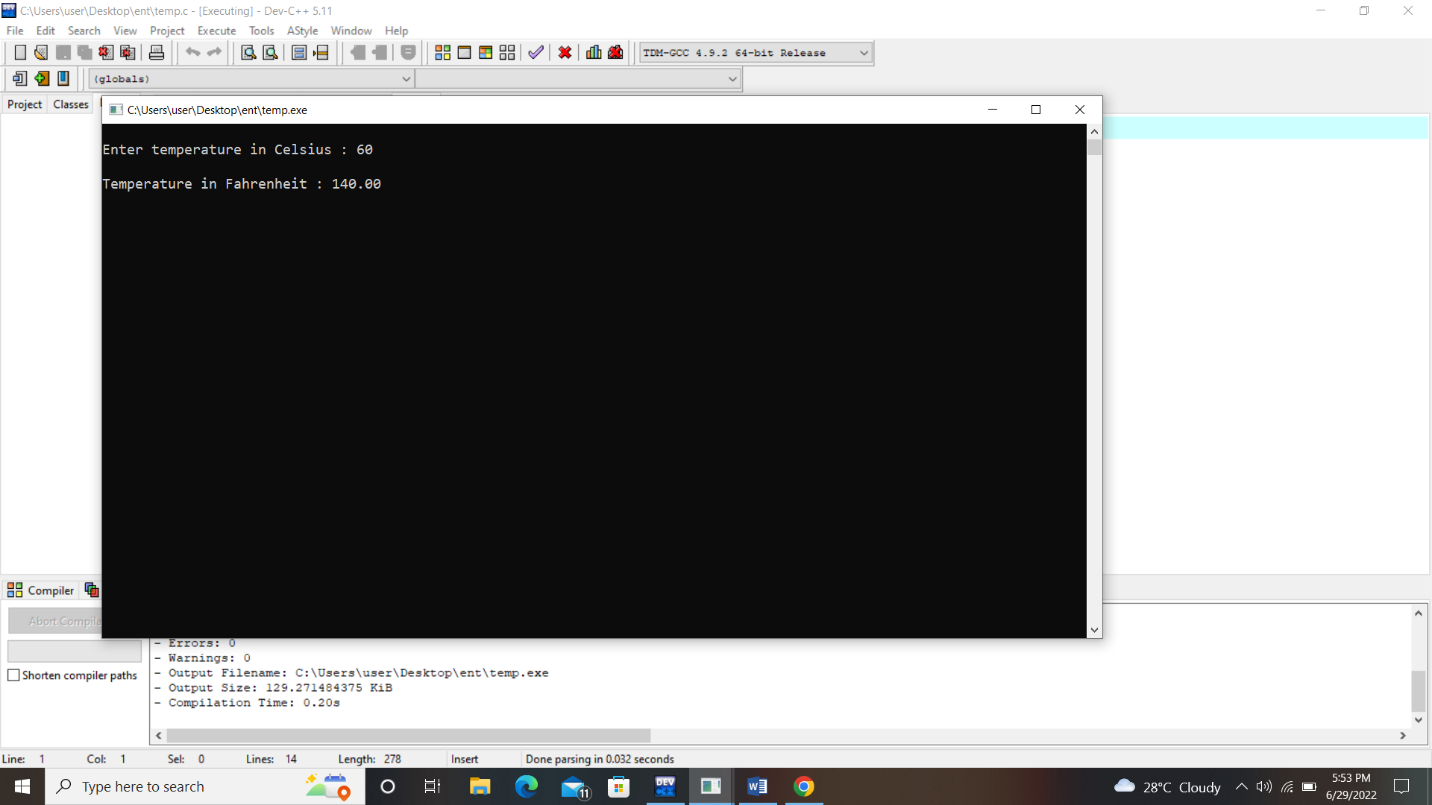 C:\Users\user\Desktop\ent\temp.c - [Executing] - Dev-C++ 5.11
File Edit Search View Project Execute Tools AStyle Window Help
TDM-GCC 4.9.2 64-bit Release
(globals)
Project Classes
C:\Users\user\Desktop\ent\temp.exe
Enter temperature in Celsius : 60
Temperature in Fahrenheit : 140.00
Compiler
Abort Compila
- Errors: 0
- Warnings: 0
- Output Filename: C:\Users\user\Desktop\ent\temp.exe
- Output Size: 129.271484375 KiB
- Compilation Time: 0.20s
Shorten compiler paths
Line: 1 Col: 1 Sel: 0 Lines: 14 Length: 278 Insert Done parsing in 0.032 seconds
Type here to search
11
DEV
28°C Cloudy
5:53 PM
6/29/2022